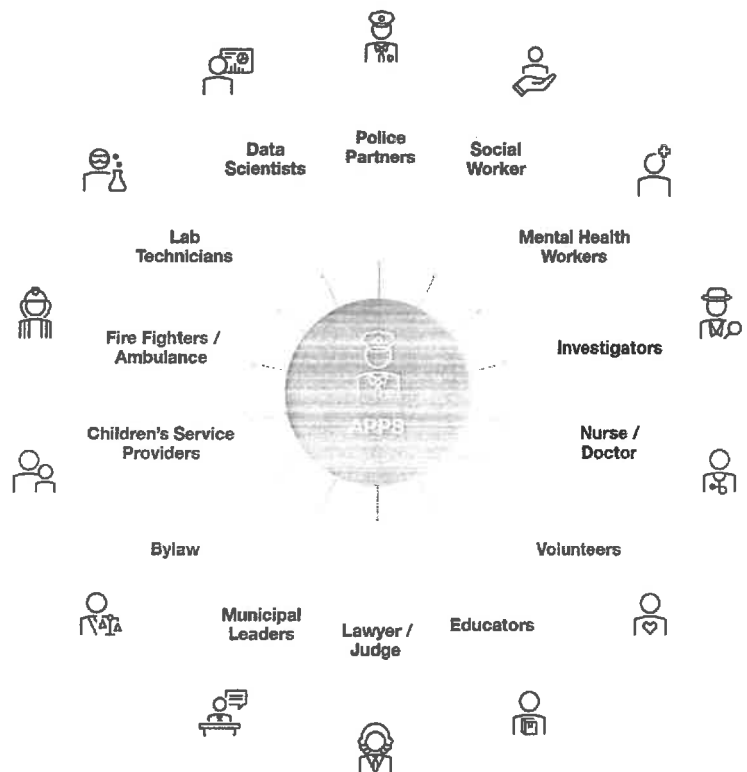 Police
Partners
Data
Scientists
Social
Worker
Lab
Technicians
Mental Health
Workers
Fire Fighters /
Ambulance
Investigators
APPS
Children's Service
Providers
Nurse /
Doctor
Bylaw
Volunteers
Municipal
Leaders
Lawyer /
Judge
Educators